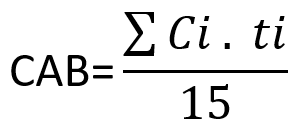 CAB= ∑ Ci . ti / 15